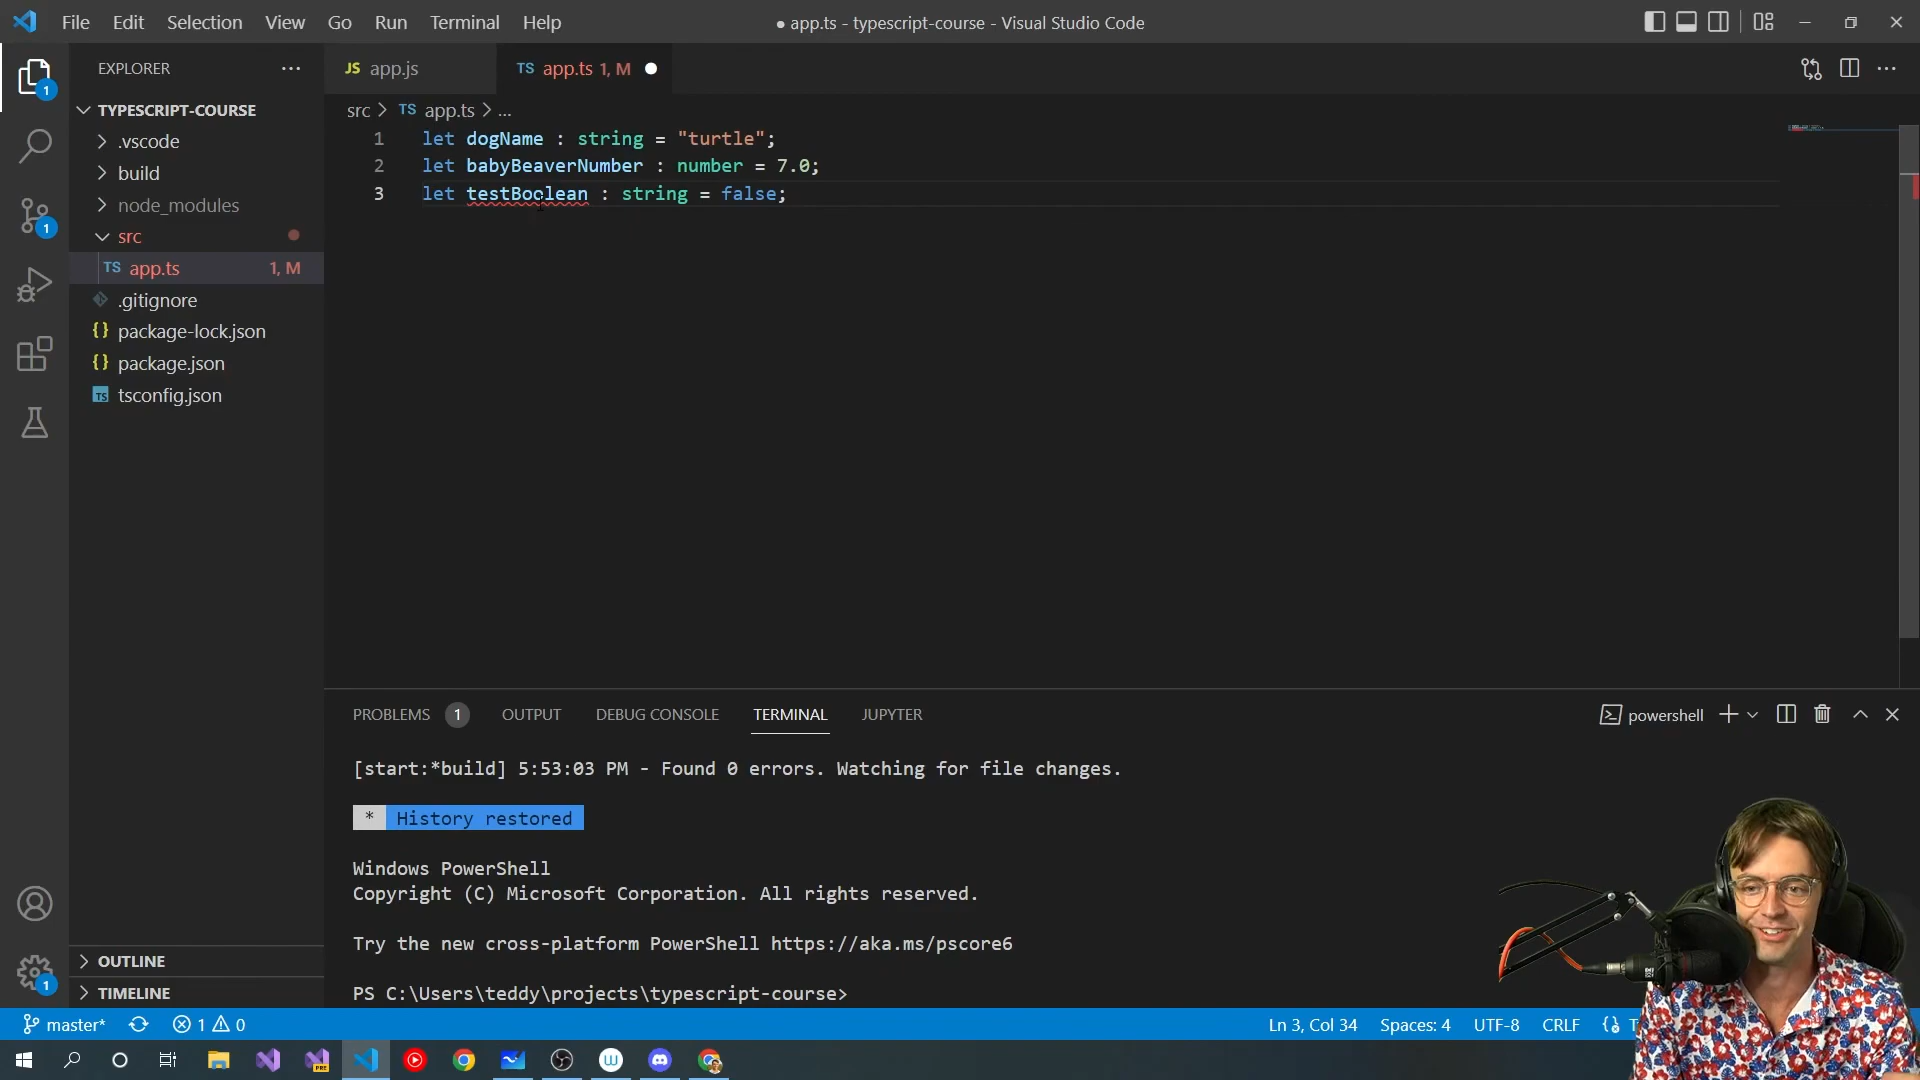 File Edit Selection View Go Run Terminal Help
● app.ts - typescript-course - Visual Studio Code
EXPLORER
JS app.js
TS app.ts 1, M
TYPESCRIPT-COURSE
.vscode
build
node_modules
src
TS app.ts 1, M
.gitignore
{} package-lock.json
{} package.json
TS tsconfig.json
OUTLINE
TIMELINE
1
1
1
src > TS app.ts > ...
1 let dogName : string = "turtle";
2 let babyBeaverNumber : number = 7.0;
3 let testBoolean : string = false;
PROBLEMS 1 OUTPUT DEBUG CONSOLE TERMINAL JUPYTER
powershell
[start:*build] 5:53:03 PM - Found 0 errors. Watching for file changes.
* History restored
Windows PowerShell
Copyright (C) Microsoft Corporation. All rights reserved.
Try the new cross-platform PowerShell https://aka.ms/pscore6
PS C:\Users\teddy\projects\typescript-course>
master* 1 0
Ln 3, Col 34 Spaces: 4 UTF-8 CRLF {} T
PRE
W